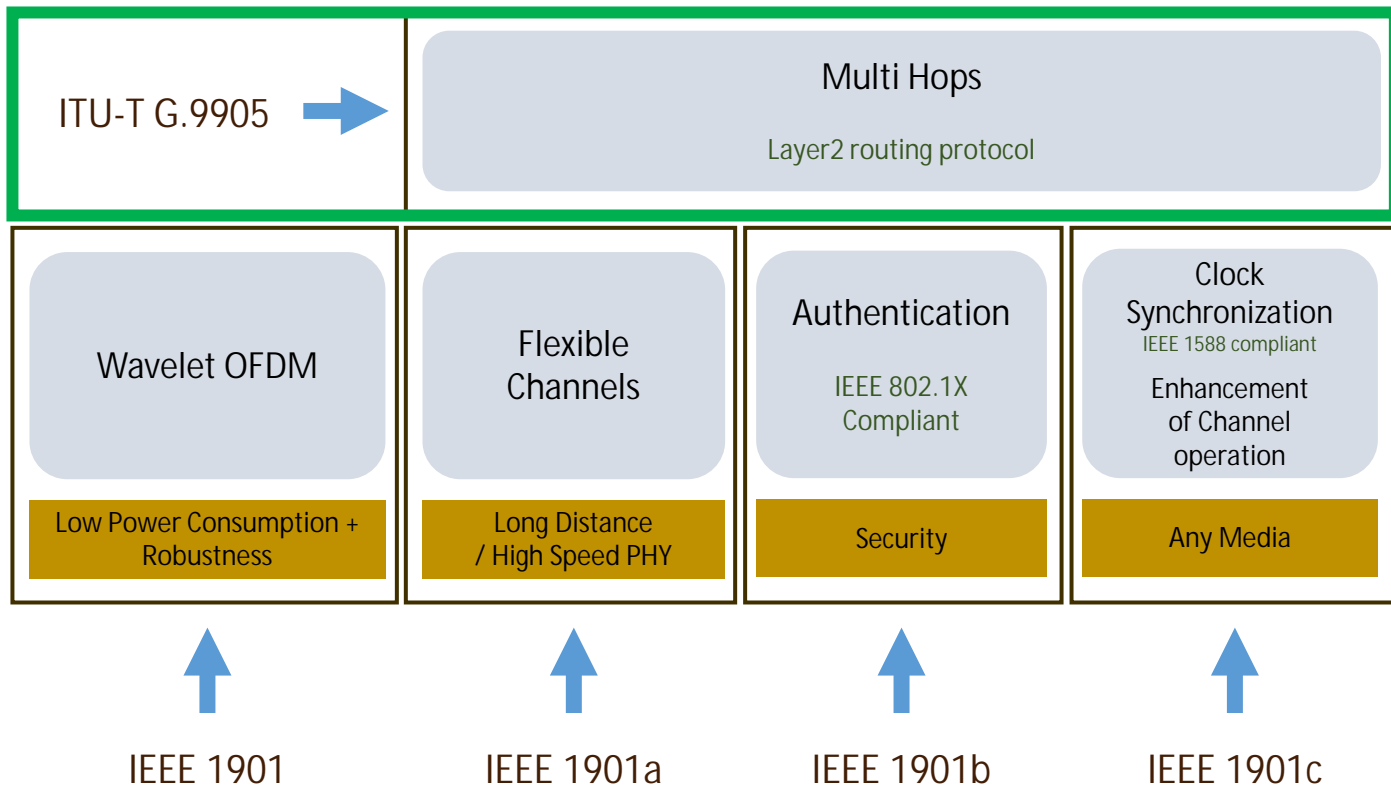 ITU-T G.9905
Multi Hops
Layer2 routing protocol
Wavelet OFDM
Low Power Consumption +
Robustness
Flexible
Channels
Long Distance
/ High Speed PHY
Authentication
IEEE 802.1X
Compliant
Security
Clock
Synchronization
IEEE 1588 compliant
Enhancement
of Channel
operation
Any Media
IEEE 1901
IEEE 1901a
IEEE 1901b
IEEE 1901c